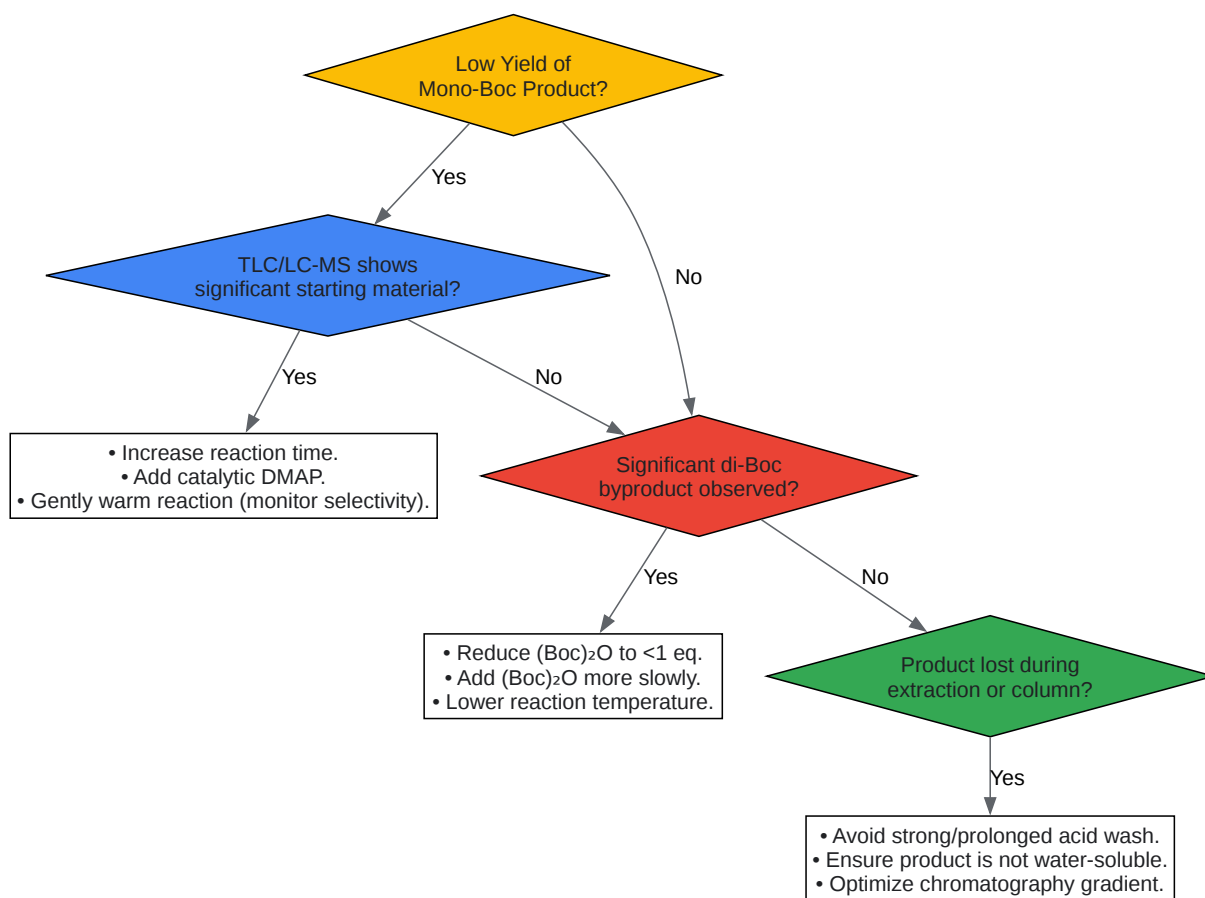 Low Yield of
Mono-Boc Product?
Yes
No
TLC/LC-MS shows
significant starting material?
Yes
No
• Increase reaction time.
• Add catalytic DMAP.
• Gently warm reaction (monitor selectivity).
Significant di-Boc
byproduct observed?
Yes
No
• Reduce (Boc)₂O to <1 eq.
• Add (Boc)₂O more slowly.
• Lower reaction temperature.
Product lost during
extraction or column?
Yes
• Avoid strong/prolonged acid wash.
• Ensure product is not water-soluble.
• Optimize chromatography gradient.